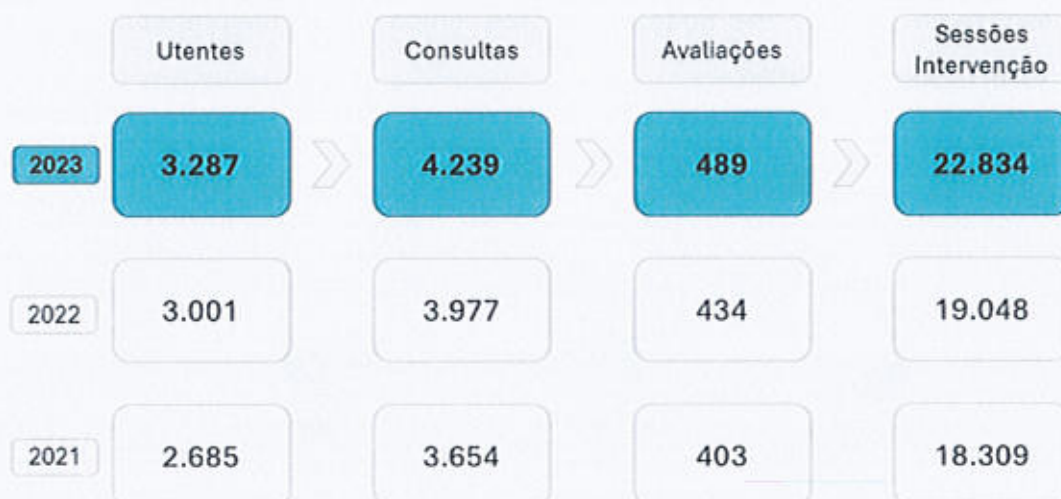 Utentes Consultas Avaliações Sessões Intervenção
2023 3.287 4.239 489 22.834
2022 3.001 3.977 434 19.048
2021 2.685 3.654 403 18.309